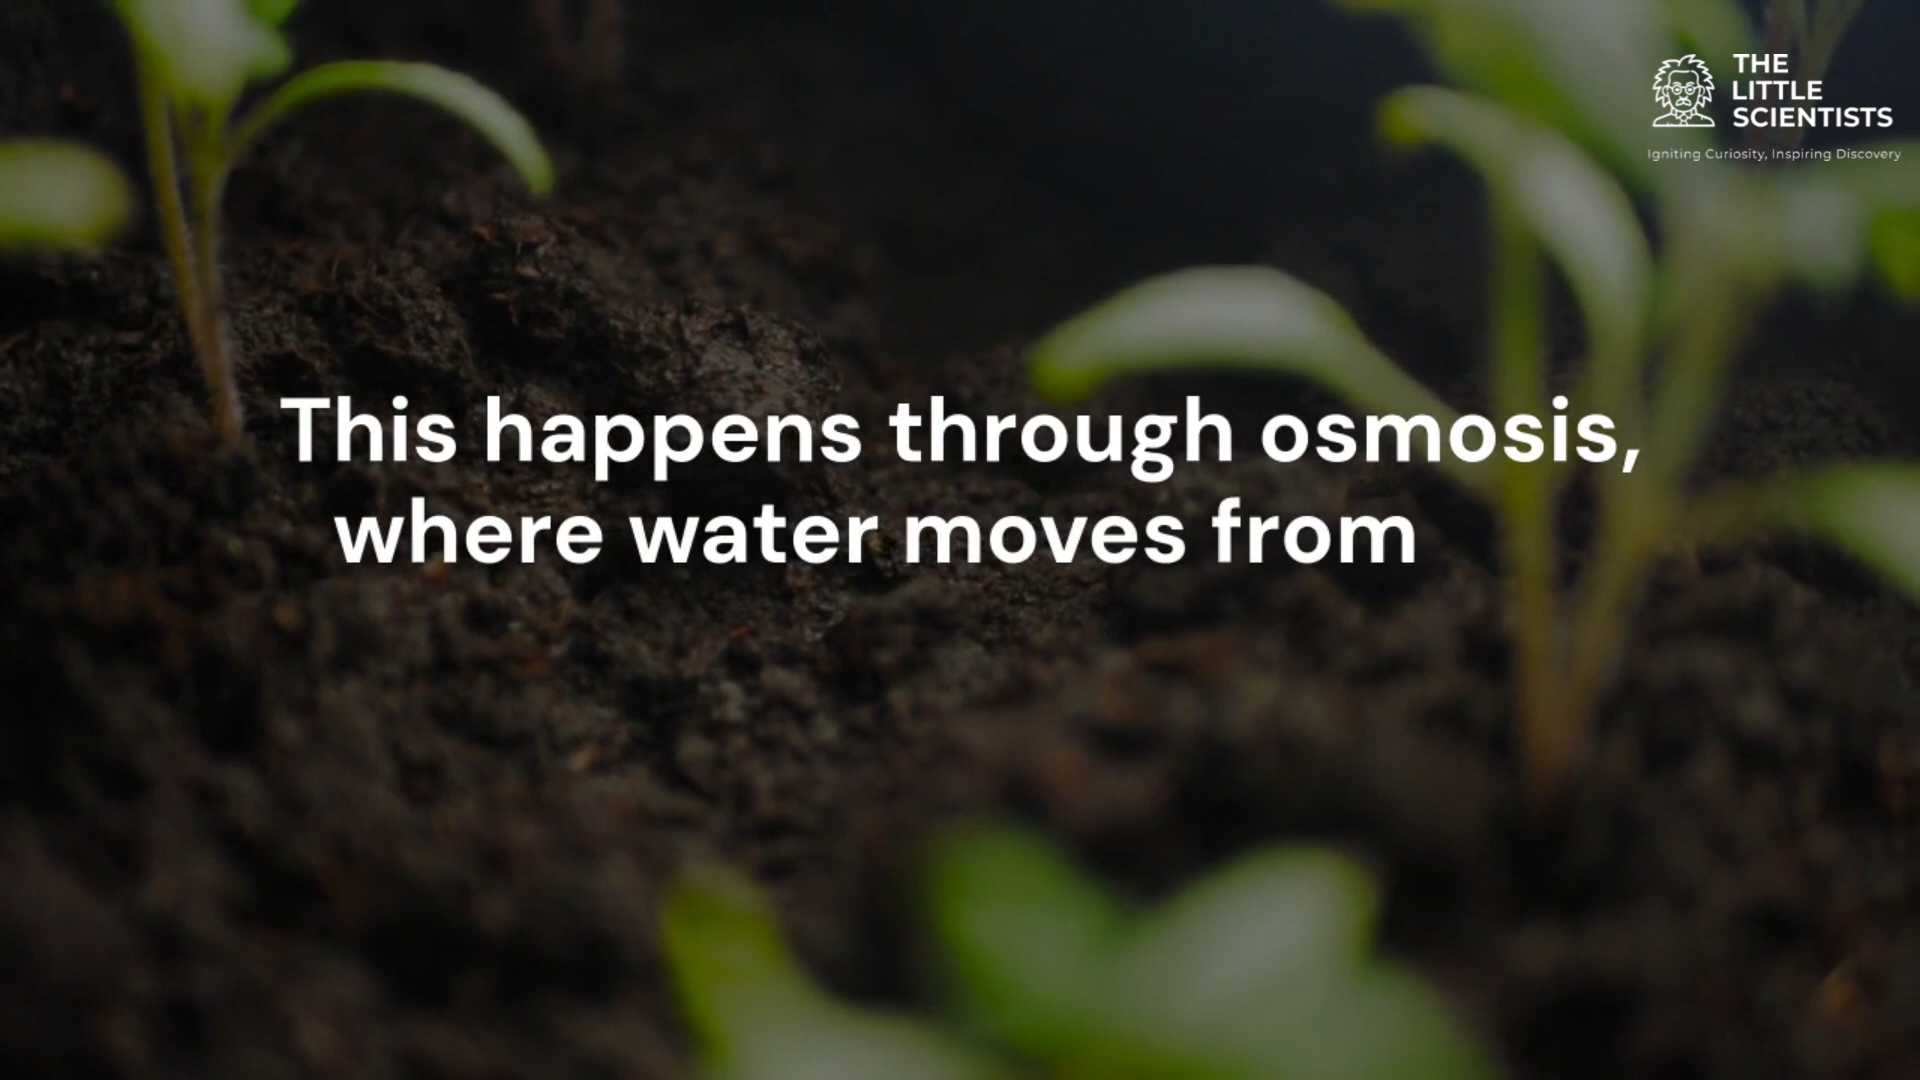 THE
LITTLE
SCIENTISTS
Igniting Curiosity, Inspiring Discovery
This happens through osmosis,
where water moves from